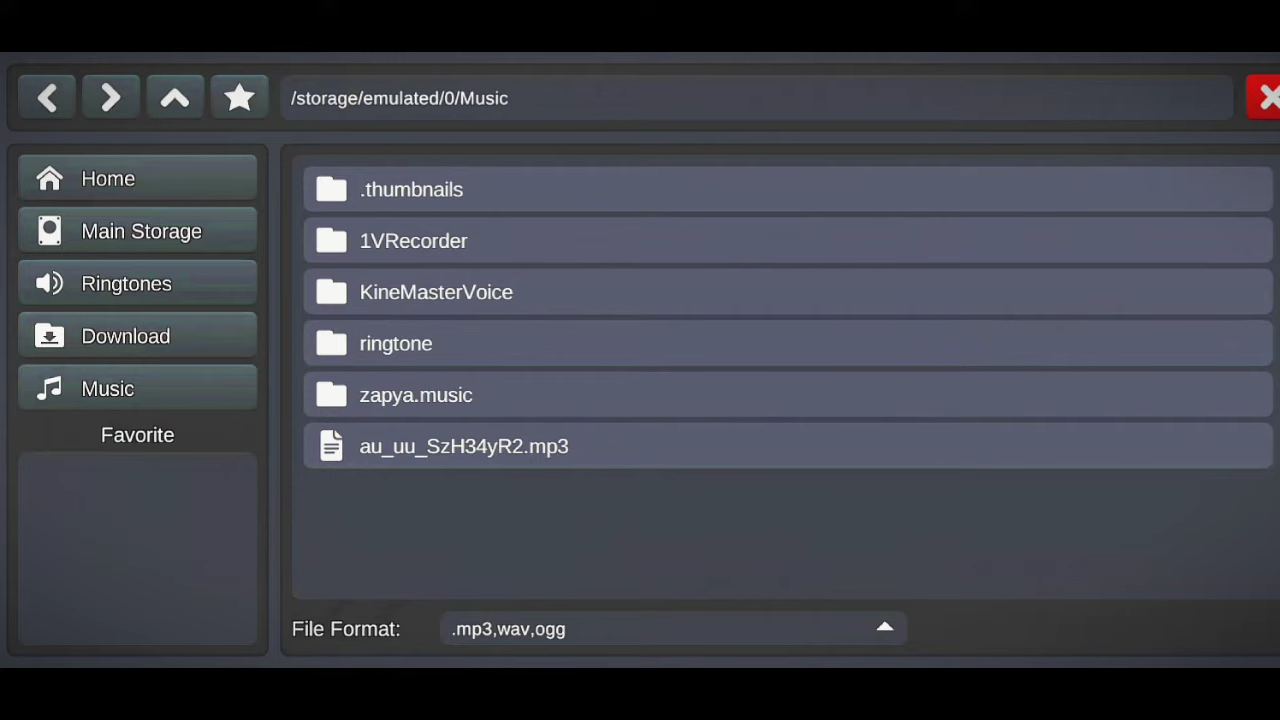 /storage/emulated/0/Music
Home
Main Storage
Ringtones
Download
Music
Favorite
.thumbnails
1VRecorder
KineMasterVoice
ringtone
zapya.music
au_uu_SzH34yR2.mp3
File Format:
.mp3,wav,ogg